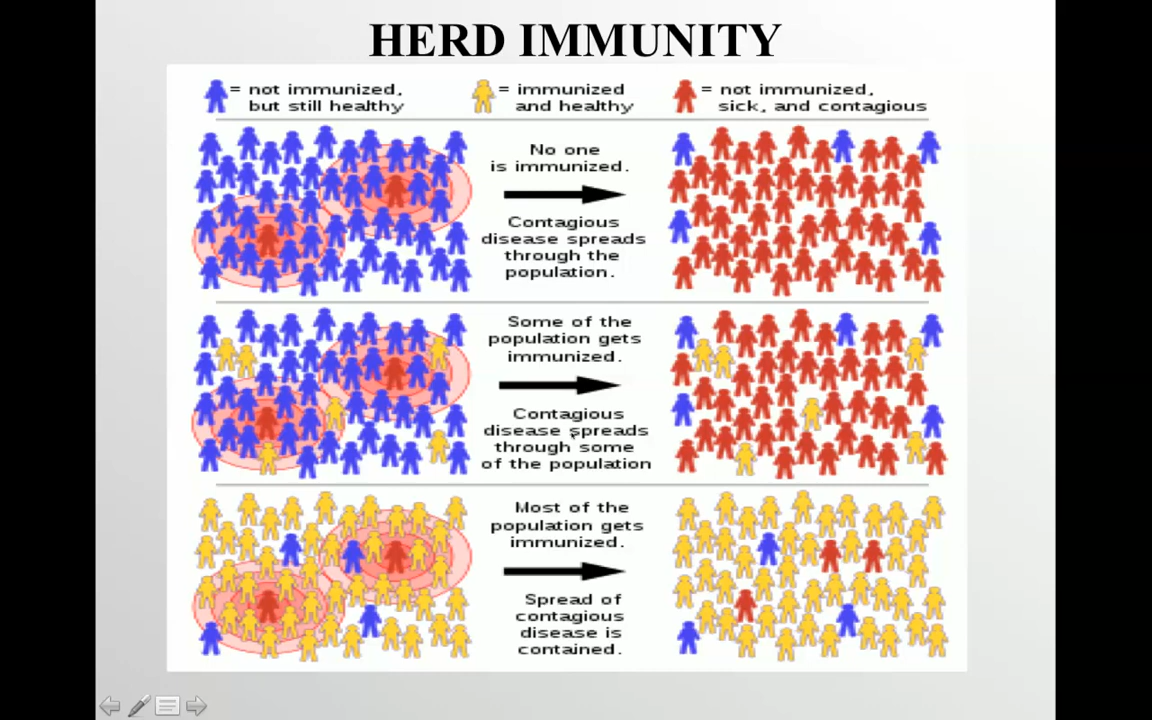 HERD IMMUNITY
= not immunized,
but still healthy
= immunized
and healthy
= not immunized,
sick, and contagious
No one
is immunized.
Contagious
disease spreads
through the
population.
Some of the
population gets
immunized.
Contagious
disease spreads
through some
of the population
Most of the
population gets
immunized.
Spread of
contagious
disease is
contained.